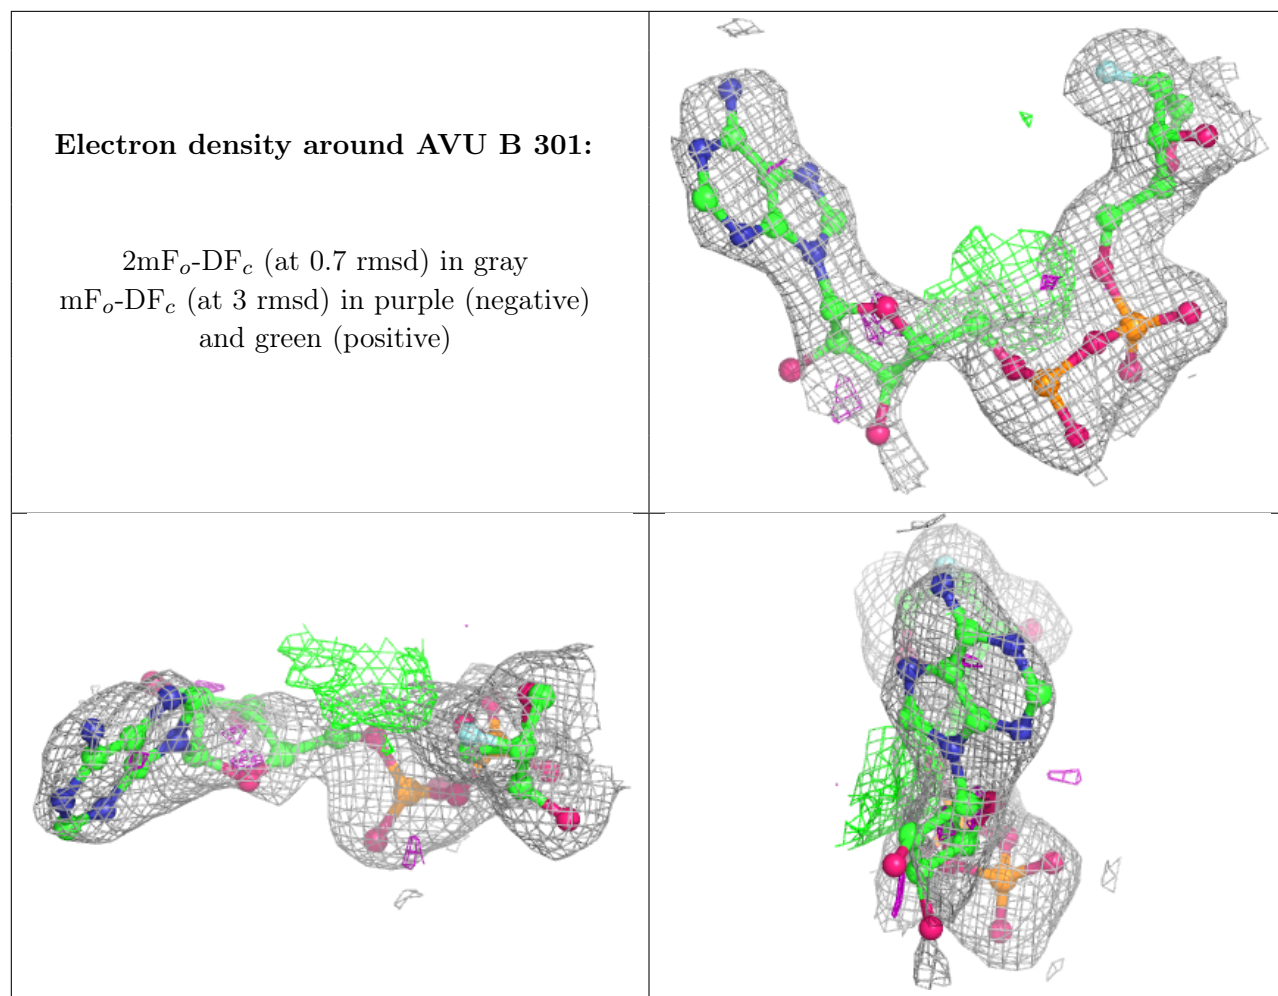 Electron density around AVU B 301:
2mFo-DFc (at 0.7 rmsd) in gray
mFo-DFc (at 3 rmsd) in purple (negative)
and green (positive)